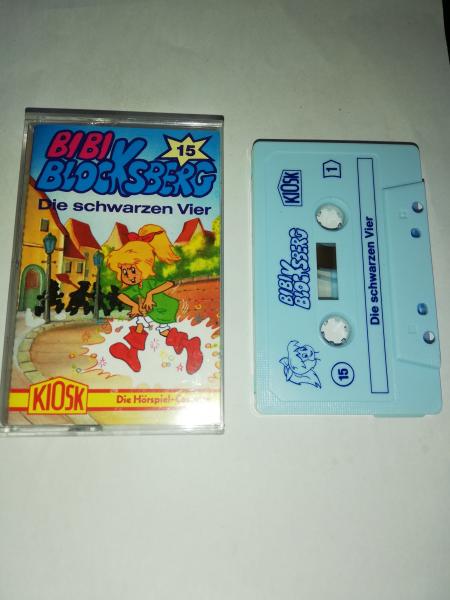 BIBI
BLOCKSBERG
15
Die schwarzen Vier
KIOSK
Die Hörspiel-Cassette
KIOSK
1
BIBI
BLOCKSBERG
Die schwarzen Vier
15